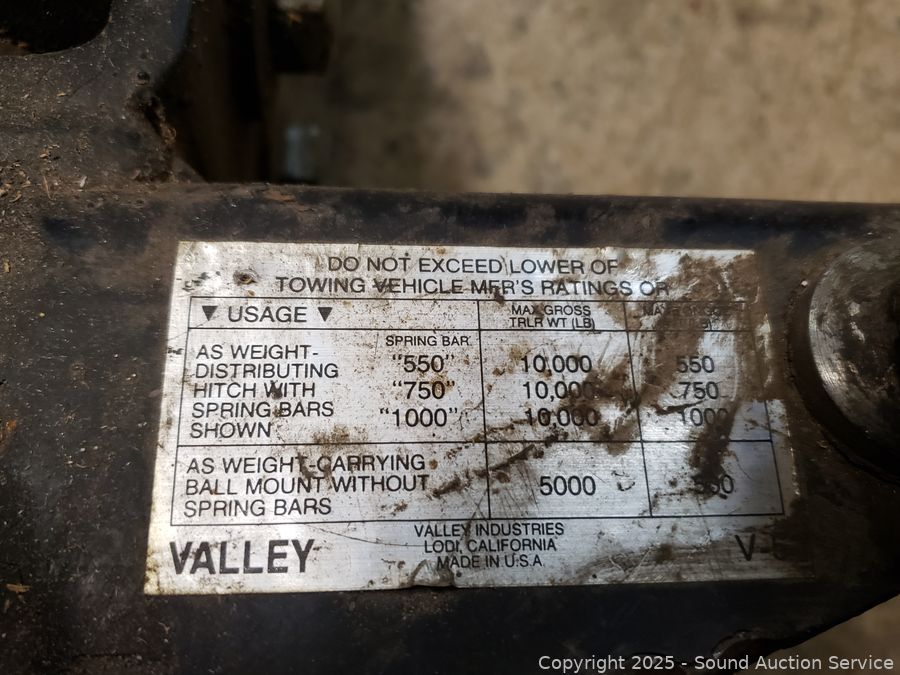 DO NOT EXCEED LOWER OF
TOWING VEHICLE MFR'S RATINGS OR
▼ USAGE ▼
MAX GROSS
TRLR WT (LB)
SPRING BAR
AS WEIGHT-
DISTRIBUTING
HITCH WITH
SPRING BARS
SHOWN
"550" 10,000 550
"750" 10,000 750
"1000" 10,000 1000
AS WEIGHT-CARRYING
BALL MOUNT WITHOUT
SPRING BARS
5000
VALLEY
VALLEY INDUSTRIES
LODI, CALIFORNIA
MADE IN U.S.A.
Copyright © 2025 - Sound Auction Service